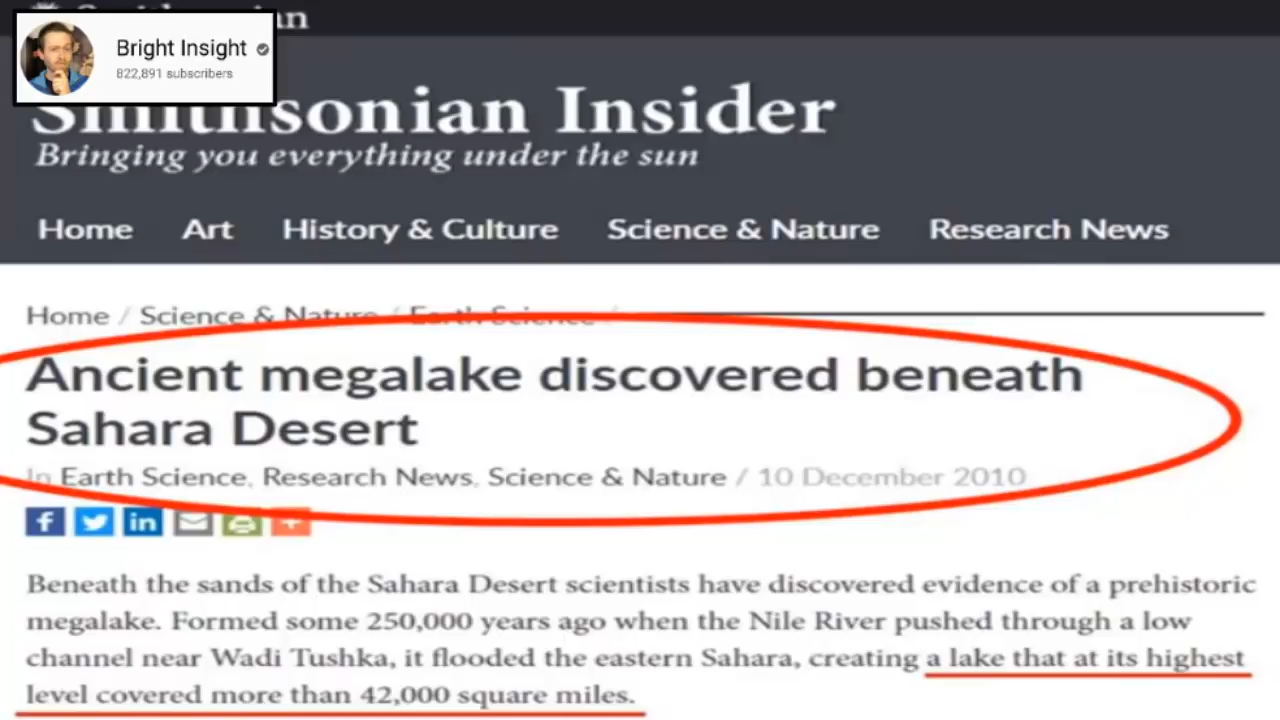 Bright Insight
822,891 subscribers
Smithsonian Insider
Bringing you everything under the sun
Home Art History & Culture Science & Nature Research News
Home / Science & Nature / Earth Science /
Ancient megalake discovered beneath
Sahara Desert
In Earth Science, Research News, Science & Nature / 10 December 2010
Beneath the sands of the Sahara Desert scientists have discovered evidence of a prehistoric
megalake. Formed some 250,000 years ago when the Nile River pushed through a low
channel near Wadi Tushka, it flooded the eastern Sahara, creating a lake that at its highest
level covered more than 42,000 square miles.